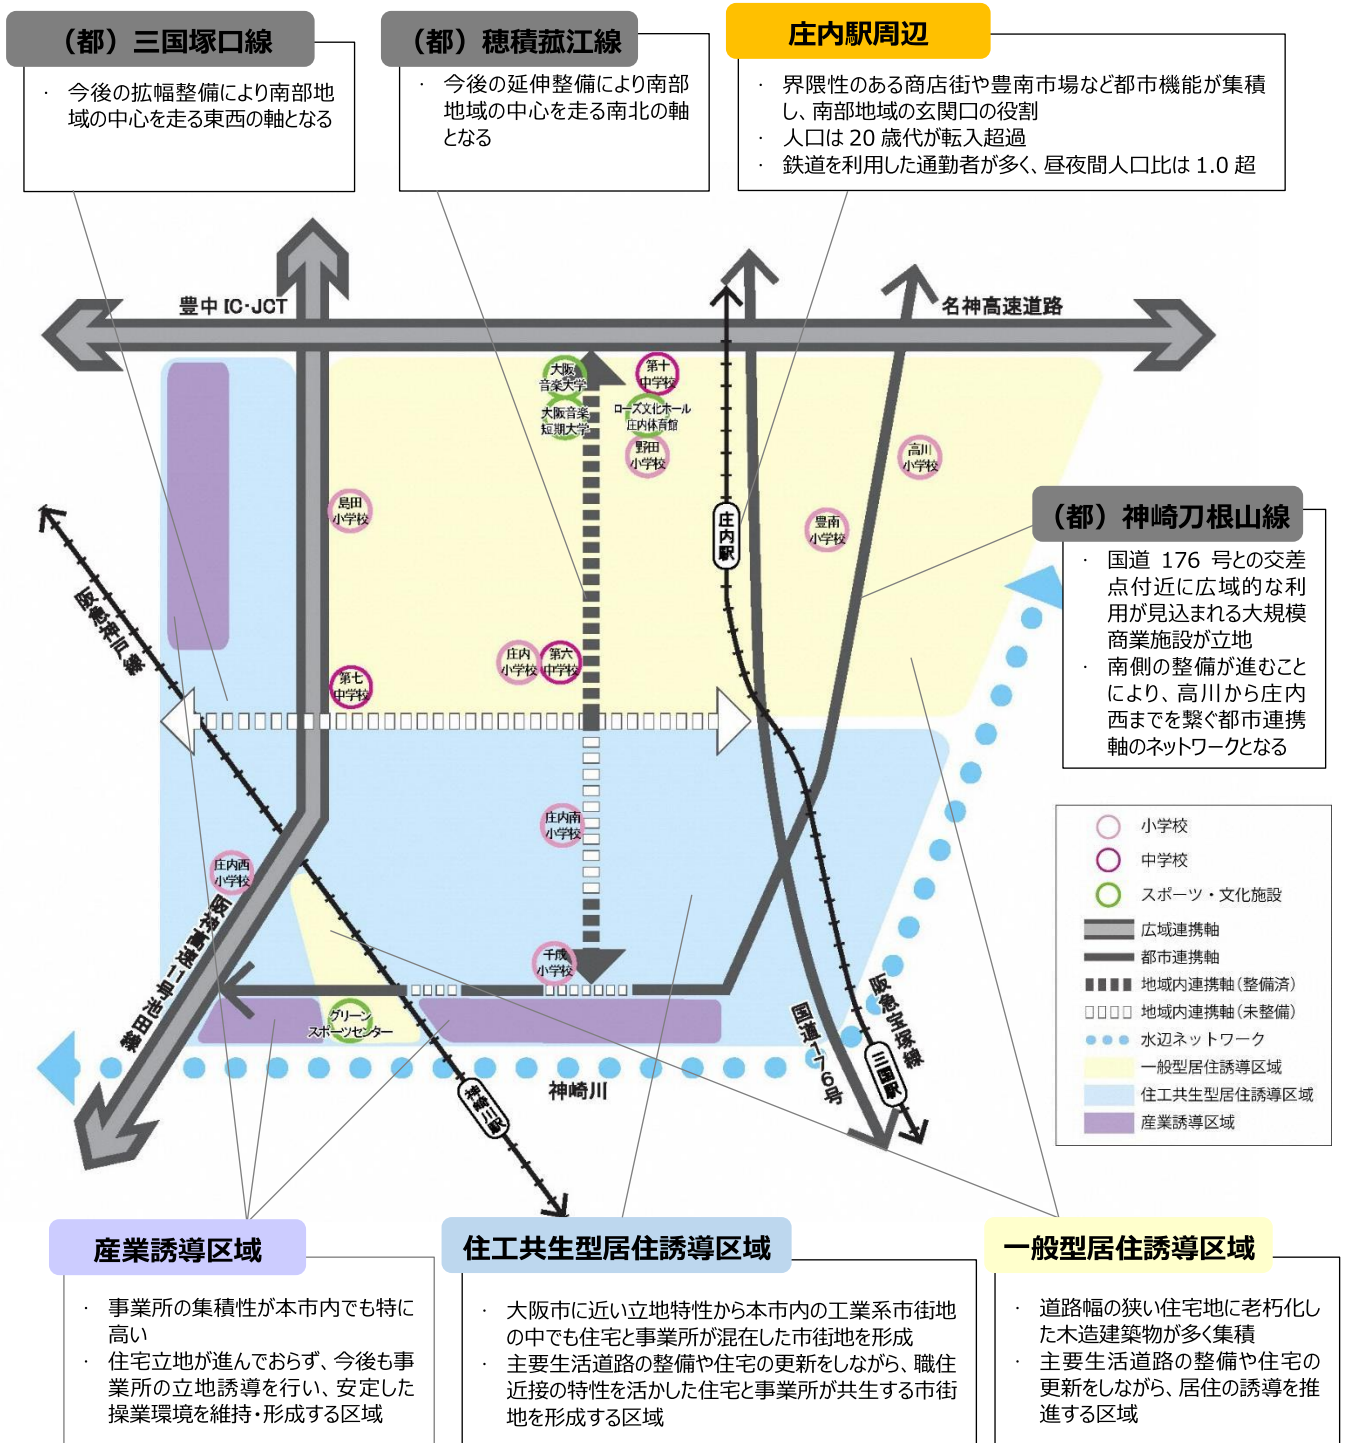 （都）三国塚口線
・ 今後の拡幅整備により南部地
域の中心を走る東西の軸となる
（都）穂積菰江線
・ 今後の延伸整備により南部
地域の中心を走る南北の軸
となる
庄内駅周辺
・ 界隈性のある商店街や豊南市場など都市機能が集積
し、南部地域の玄関口の役割
・ 人口は 20 歳代が転入超過
・ 鉄道を利用した通勤者が多く、昼夜間人口比は 1.0 超
豊中 IC·JCT
名神高速道路
大阪
音楽大学
大阪音楽
短期大学
第十
中学校
ローズ文化ホール
庄内体育館
野田
小学校
高川
小学校
島田
小学校
庄内駅
豊南
小学校
阪急神戸線
庄内
小学校
第六
中学校
第七
中学校
（都）神崎刀根山線
・ 国道 176 号との交差
点付近に広域的な利
用が見込まれる大規模
商業施設が立地
・ 南側の整備が進むこと
により、高川から庄内
西までを繋ぐ都市連携
軸のネットワークとなる
庄内南
小学校
庄内西
小学校
阪神高速11号池田線
千成
小学校
グリーン
スポーツセンター
神崎川
神崎川駅
国道176号
阪急宝塚線
三国駅
小学校
中学校
スポーツ・文化施設
広域連携軸
都市連携軸
地域内連携軸（整備済）
地域内連携軸（未整備）
水辺ネットワーク
一般型居住誘導区域
住工共生型居住誘導区域
産業誘導区域
産業誘導区域
・ 事業所の集積性が本市内でも特に
高い
・ 住宅立地が進んでおらず、今後も事
業所の立地誘導を行い、安定した
操業環境を維持・形成する区域
住工共生型居住誘導区域
・ 大阪市に近い立地特性から本市内の工業系市街地
の中でも住宅と事業所が混在した市街地を形成
・ 主要生活道路の整備や住宅の更新をしながら、職住
近接の特性を活かした住宅と事業所が共生する市街
地を形成する区域
一般型居住誘導区域
・ 道路幅の狭い住宅地に老朽化し
た木造建築物が多く集積
・ 主要生活道路の整備や住宅の
更新をしながら、居住の誘導を推
進する区域